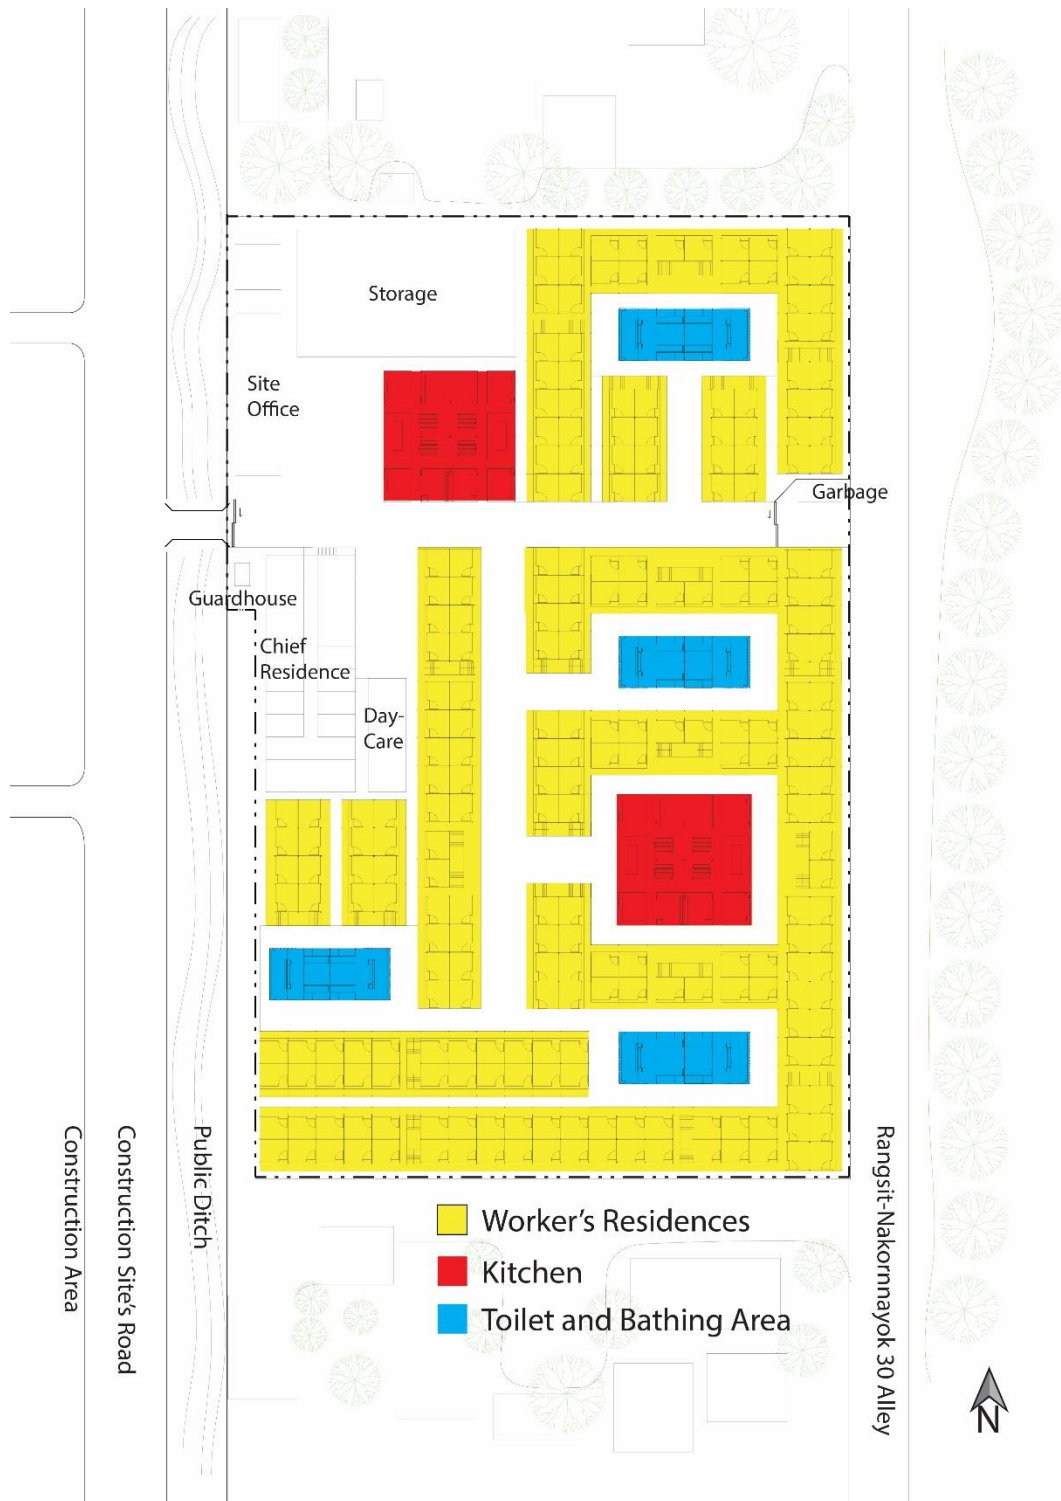 Storage
Site
Office
Garbage
Guardhouse
Chief
Residence
Day-
Care
Construction Area
Construction Site's Road
Public Ditch
Rangsit-Nakornnayok 30 Alley
Worker's Residences
Kitchen
Toilet and Bathing Area
N